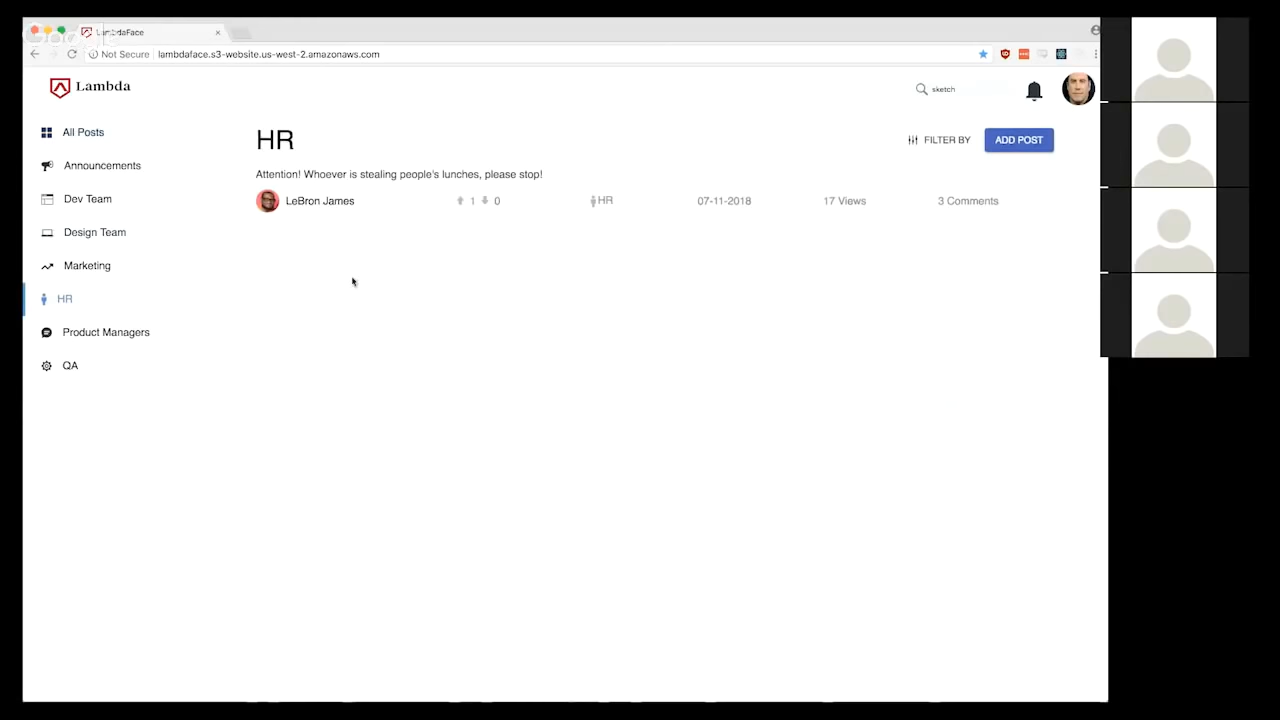 LambdaFace
Not Secure lambdaface.s3-website.us-west-2.amazonaws.com
Lambda
sketch
All Posts
Announcements
Dev Team
Design Team
Marketing
HR
Product Managers
QA
HR
FILTER BY
ADD POST
Attention! Whoever is stealing people's lunches, please stop!
LeBron James 1 0 HR 07-11-2018 17 Views 3 Comments